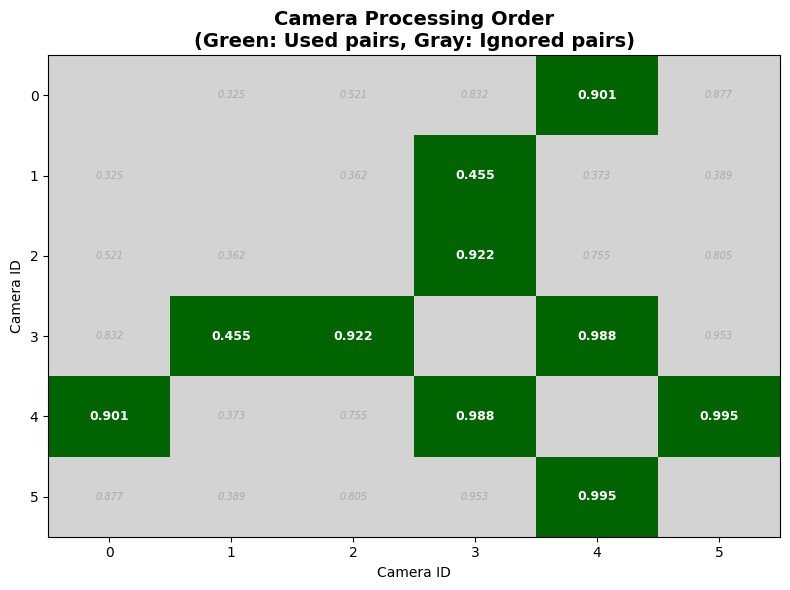 Camera Processing Order
(Green: Used pairs, Gray: Ignored pairs)
Camera ID
0 0.325 0.521 0.832 0.901 0.877
1 0.325 0.362 0.455 0.373 0.389
2 0.521 0.362 0.922 0.755 0.805
3 0.832 0.455 0.922 0.988 0.953
4 0.901 0.373 0.755 0.988 0.995
5 0.877 0.389 0.805 0.953 0.995
0 1 2 3 4 5
Camera ID